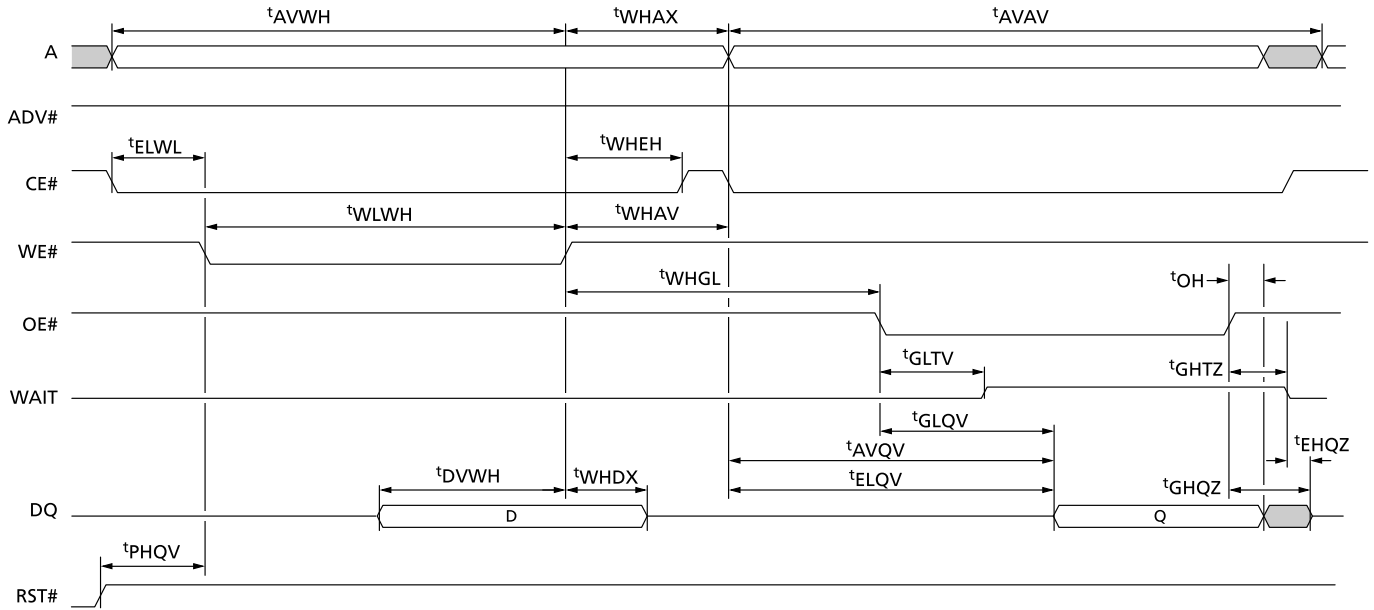 tAVWH tWHAX tAVAV
A
ADV#
tELWL tWHEH
CE#
tWLWH tWHAV
WE#
tWHGL tOH
OE#
tGLTV tGHTZ
WAIT
tGLQV
tAVQV tEHQZ
tDVWH tWHDX tELQV tGHQZ
DQ D Q
tPHQV
RST#